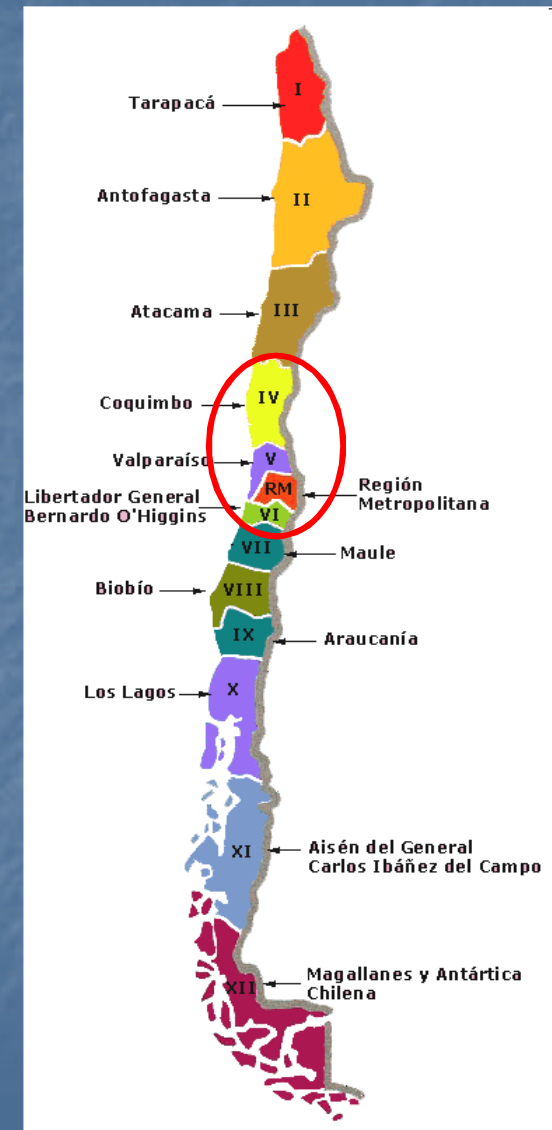 I
Tarapacá
Antofagasta
II
Atacama
III
IV
Coquimbo
Valparaíso
V
RM
Región
Metropolitana
Libertador General
Bernardo O'Higgins
VI
VII
Maule
Biobío
VIII
IX
Araucanía
Los Lagos
X
XI
Aisén del General
Carlos Ibáñez del Campo
XII
Magallanes y Antártica
Chilena